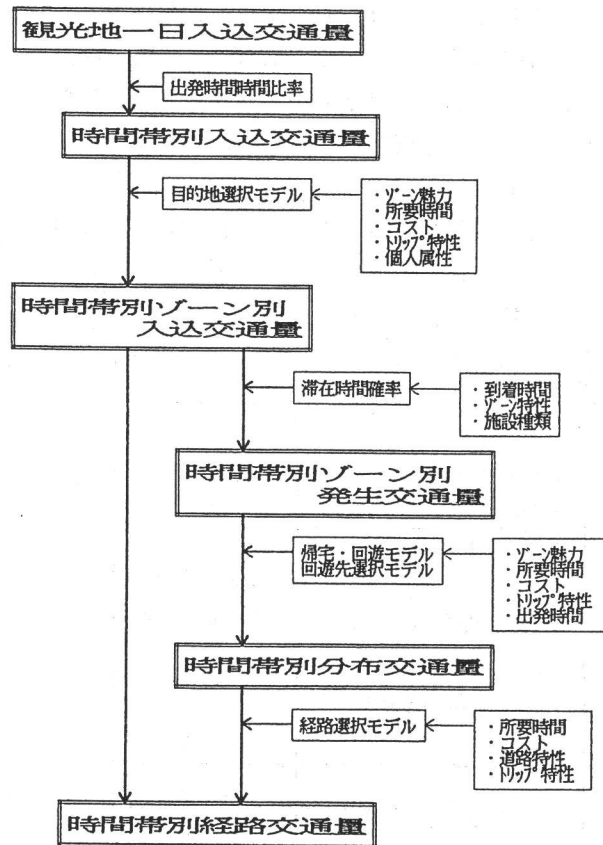 観光地一日入込交通量
出発時間時間比率
時間帯別入込交通量
目的地選択モデル
・ゾーン魅力
・所要時間
・コスト
・トリップ特性
・個人属性
時間帯別ゾーン別
入込交通量
滞在時間確率
・到着時間
・ゾーン特性
・施設種類
時間帯別ゾーン別
発生交通量
帰宅・回遊モデル
回遊先選択モデル
・ゾーン魅力
・所要時間
・コスト
・トリップ特性
・出発時間
時間帯別分布交通量
経路選択モデル
・所要時間
・コスト
・道路特性
・トリップ特性
時間帯別経路交通量